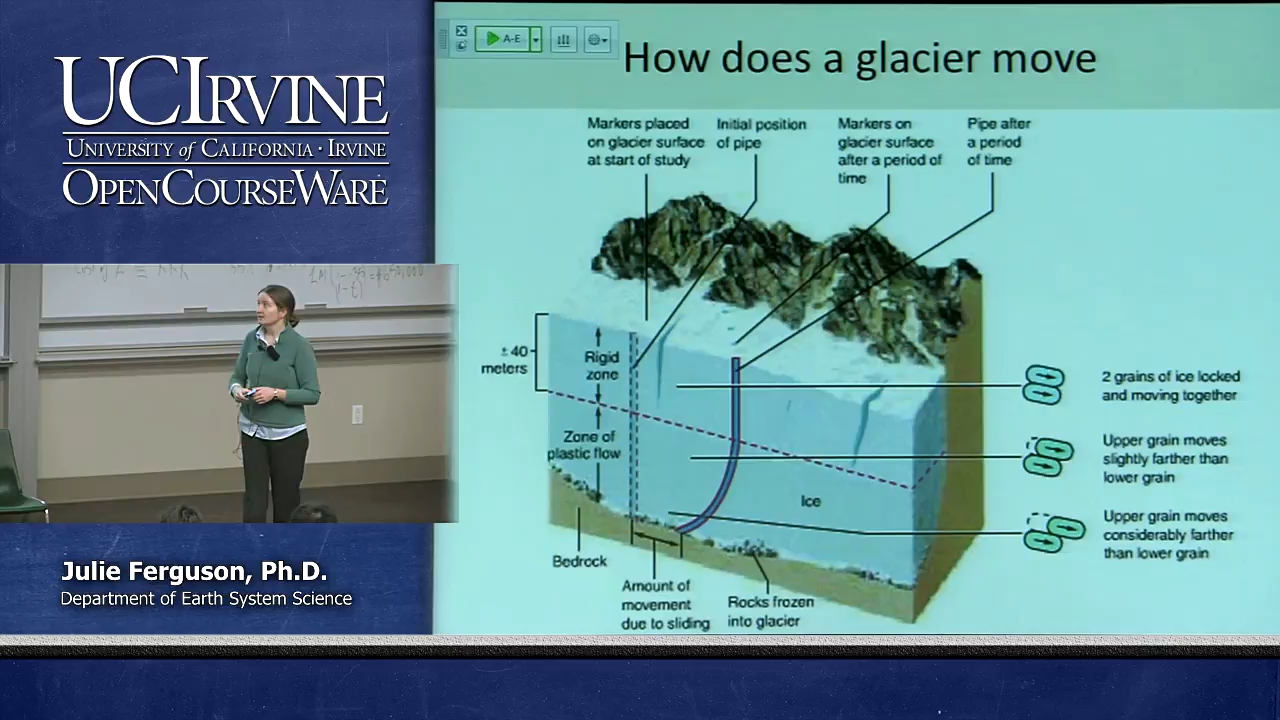 UCIRVINE
UNIVERSITY of CALIFORNIA · IRVINE
OPENCOURSEWARE
Julie Ferguson, Ph.D.
Department of Earth System Science
A-E
How does a glacier move
Markers placed
on glacier surface
at start of study
Initial position
of pipe
Markers on
glacier surface
after a period of
time
Pipe after
a period
of time
± 40
meters
Rigid
zone
Zone of
plastic flow
Ice
Bedrock
Amount of
movement
due to sliding
Rocks frozen
into glacier
2 grains of ice locked
and moving together
Upper grain moves
slightly farther than
lower grain
Upper grain moves
considerably farther
than lower grain